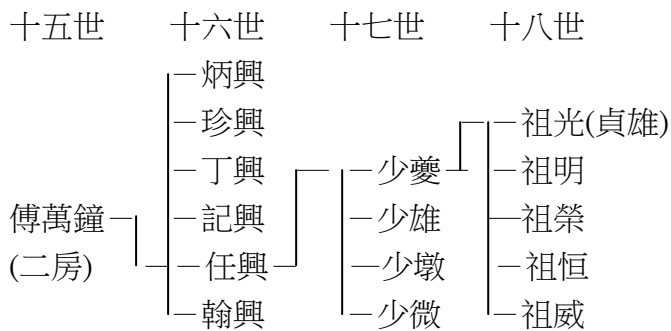 十五世 十六世 十七世 十八世
炳興
珍興 祖光(貞雄)
丁興 少夔 祖明
傅萬鐘 記興 少雄 祖榮
(二房) 任興 少墩 祖恒
翰興 少微 祖威